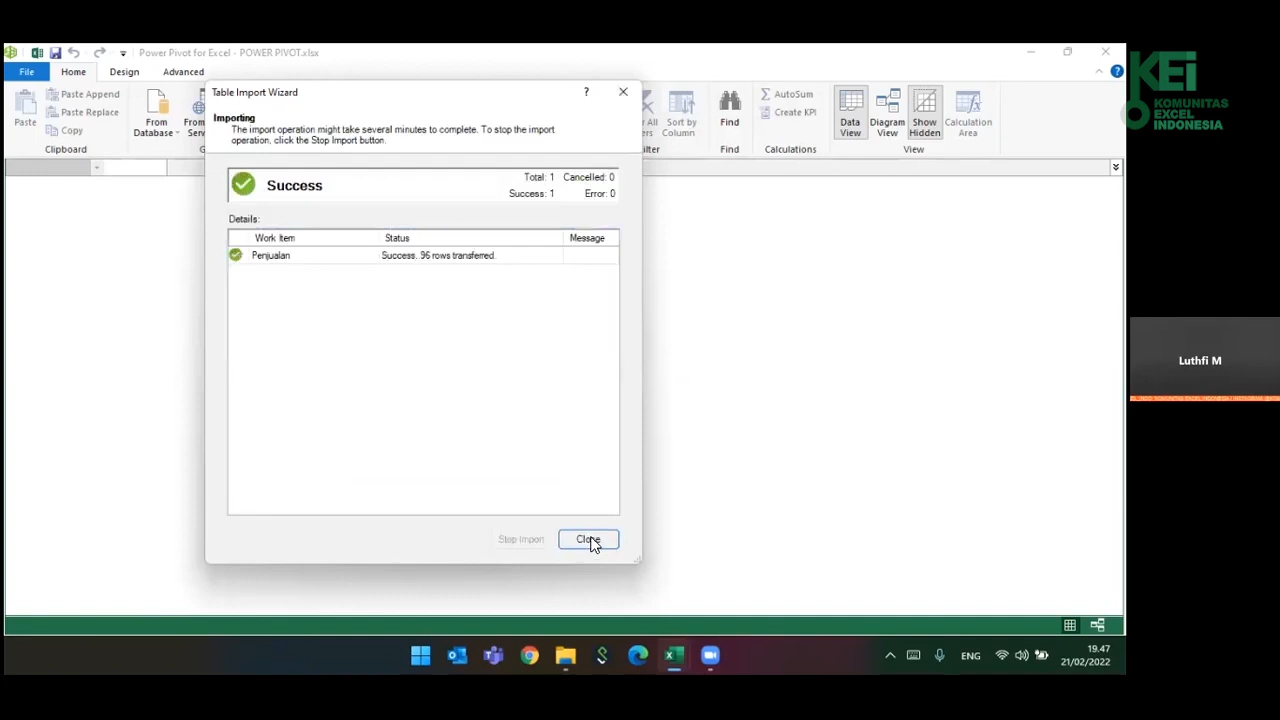 Power Pivot for Excel - POWER PIVOT.xlsx
File Home Design Advanced
Paste
Paste Append
Paste Replace
Copy
Clipboard
From
Database
Sort by
Column
Find
Find
AutoSum
Create KPI
Calculations
Data
View
Diagram
View
Show
Hidden
Calculation
Area
View
Table Import Wizard
?
Importing
The import operation might take several minutes to complete. To stop the import
operation, click the Stop Import button.
Success
Total: 1 Cancelled: 0
Success: 1 Error: 0
Details:
Work Item Status Message
Penjualan Success. 96 rows transferred.
Stop Import Close
KEi
KOMUNITAS
EXCEL
INDONESIA
Luthfi M
ENG
19.47
21/02/2022